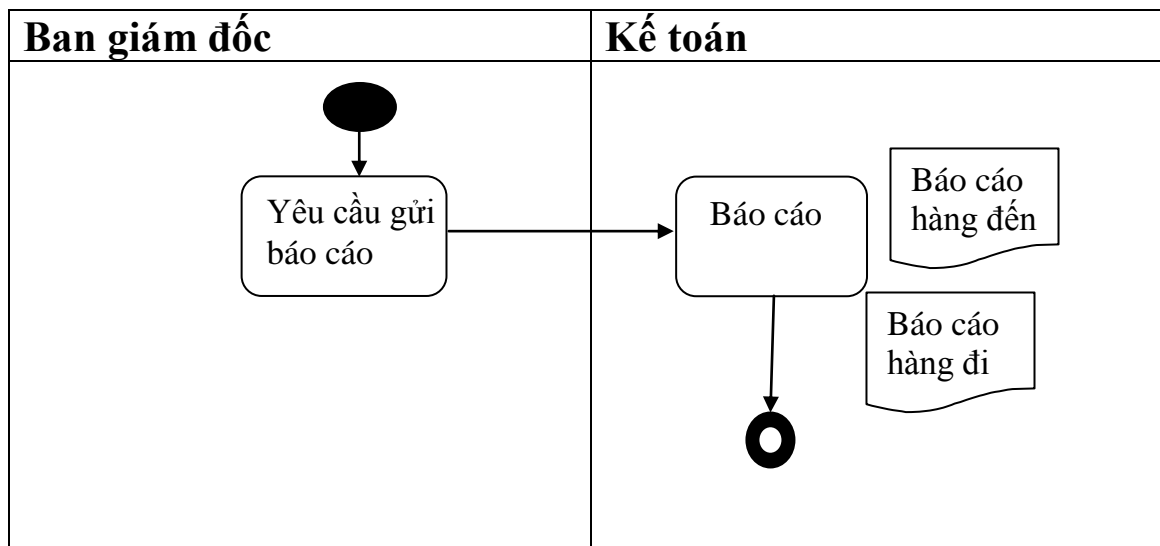 Ban giám đốc
Kế toán
Yêu cầu gửi
báo cáo
Báo cáo
Báo cáo
hàng đến
Báo cáo
hàng đi